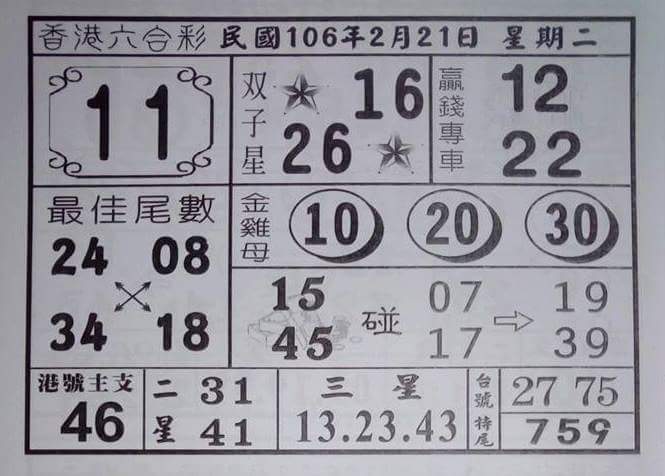 香港六合彩 民國106年2月21日 星期二
11
双子星
16
26
贏錢專車
12
22
最佳尾數
24 08
34 18
金雞母
10 20 30
15 07 19
碰
45 17 39
港號主支
46
二星
31
41
三星
13.23.43
台號特尾
27 75
759